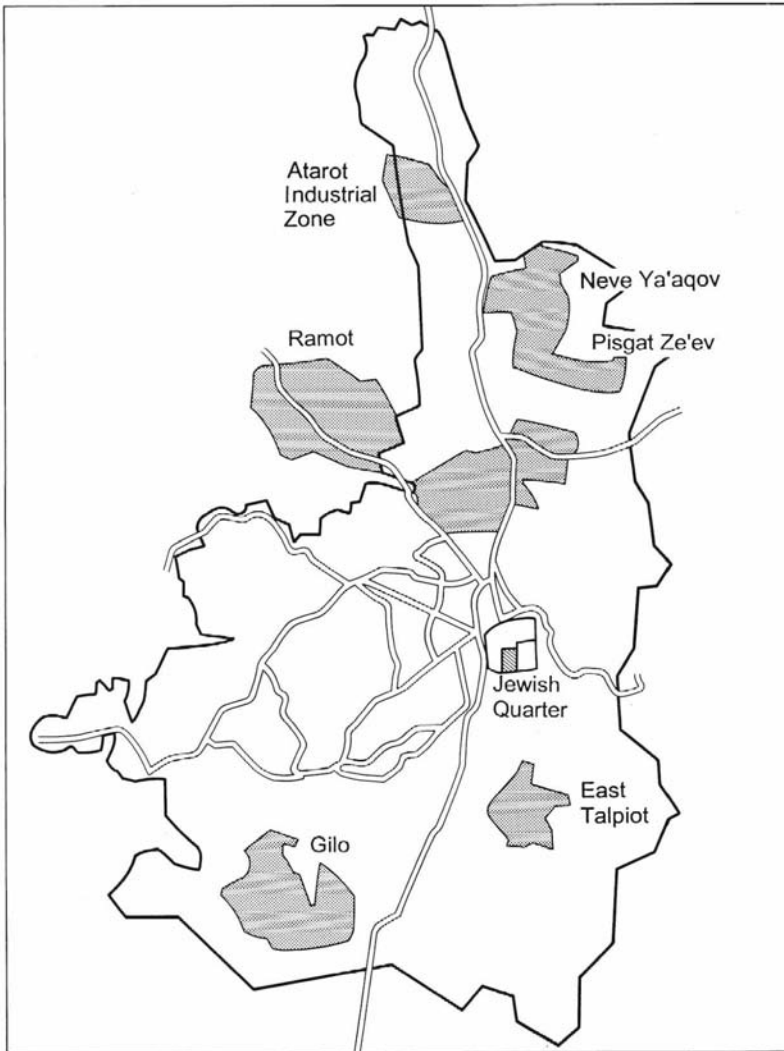 Atarot
Industrial
Zone
Neve Ya'aqov
Pisgat Ze'ev
Ramot
Jewish
Quarter
East
Talpiot
Gilo